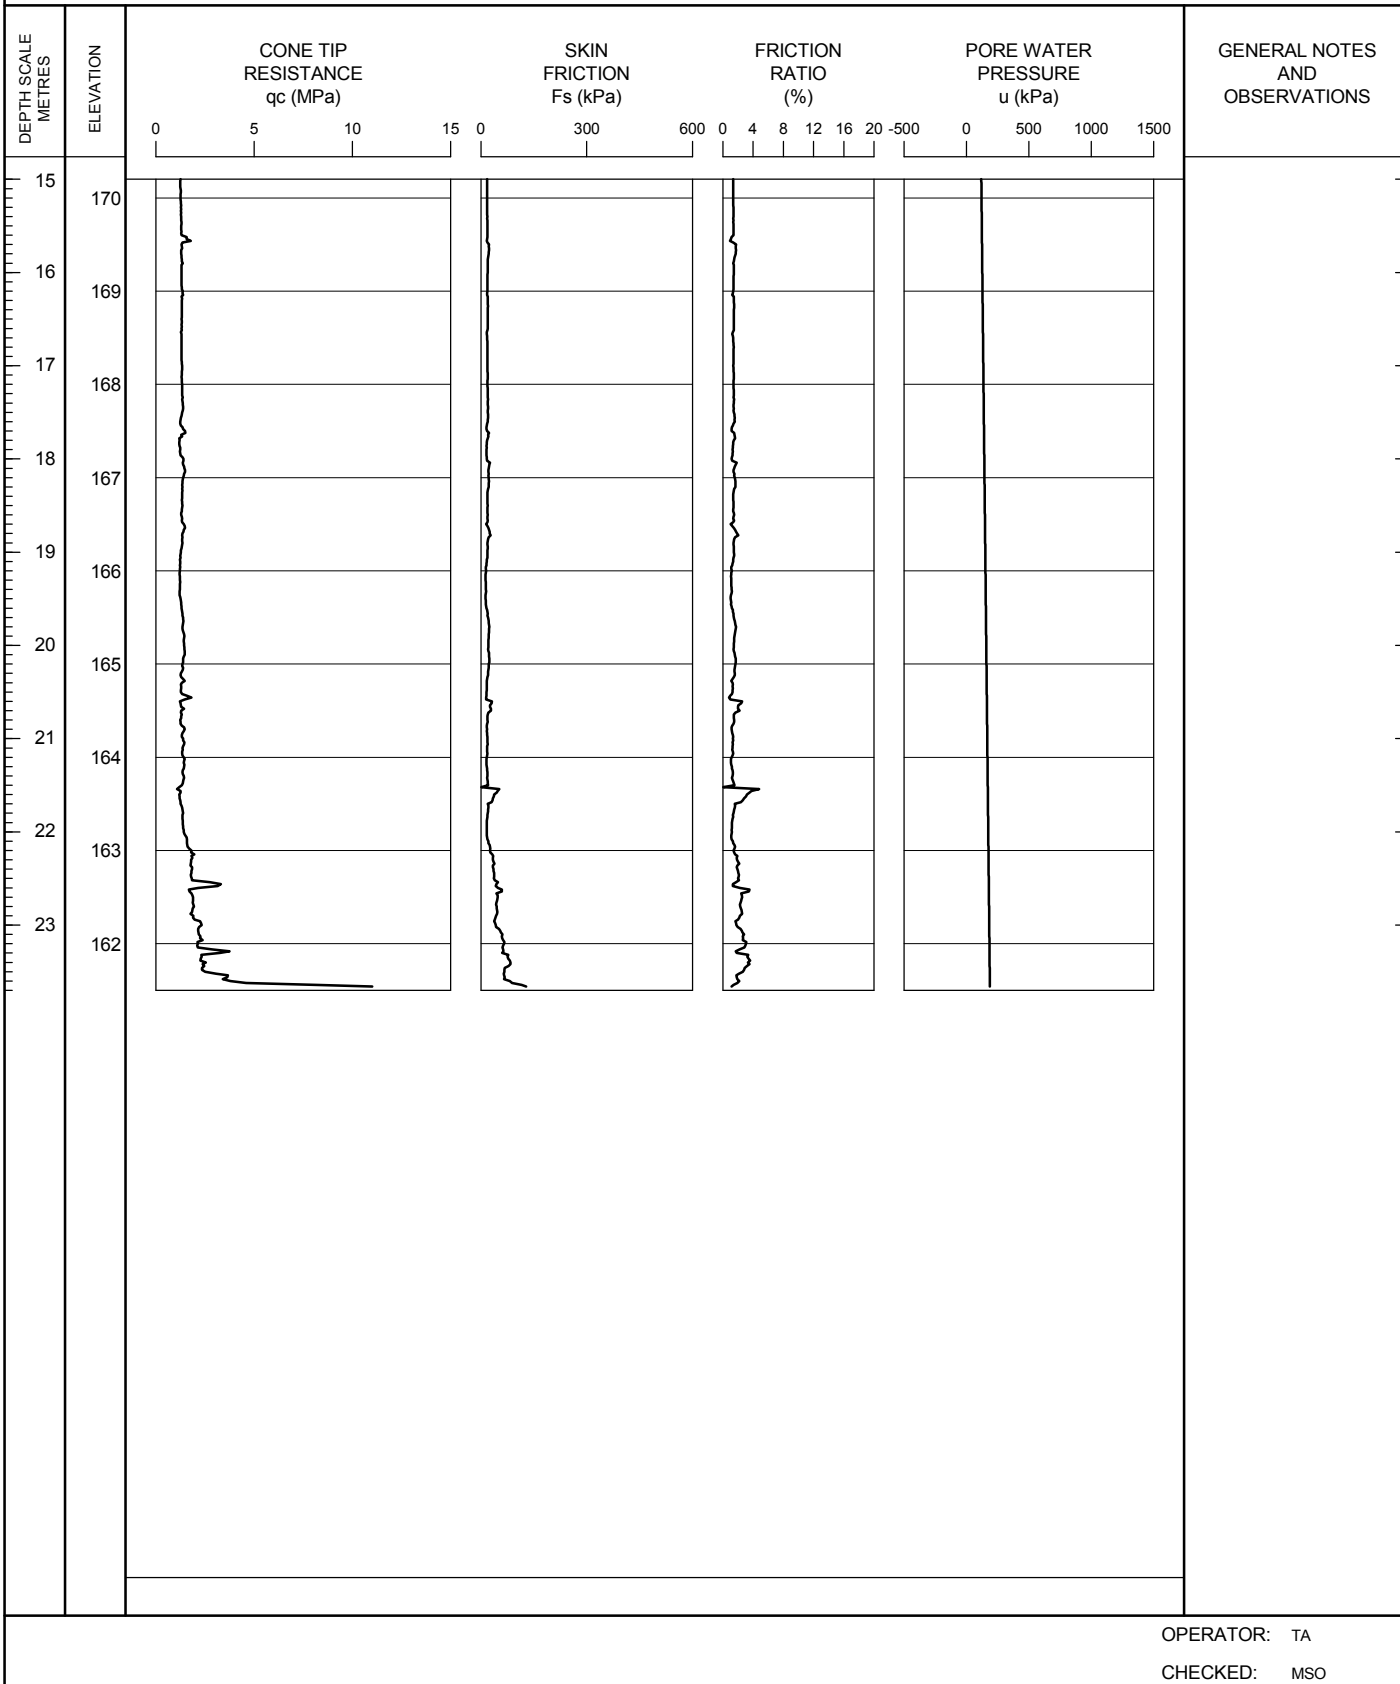 DEPTH SCALE
METRES
ELEVATION
CONE TIP
RESISTANCE
qc (MPa)
SKIN
FRICTION
Fs (kPa)
FRICTION
RATIO
(%)
PORE WATER
PRESSURE
u (kPa)
GENERAL NOTES
AND
OBSERVATIONS
0 5 10 15 0 300 600 0 4 8 12 16 20 -500 0 500 1000 1500
15
170
16
169
17
168
18
167
19
166
20
165
21
164
22
163
23
162
OPERATOR: TA
CHECKED: MSO